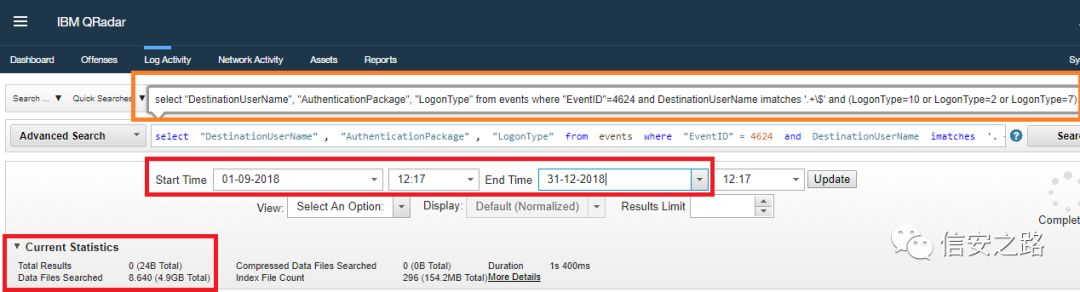 IBM QRadar
Dashboard Offenses Log Activity Network Activity Assets Reports
Search ... Quick Searches
select "DestinationUserName", "AuthenticationPackage", "LogonType" from events where "EventID"=4624 and DestinationUserName imatches '.+\$' and (LogonType=10 or LogonType=2 or LogonType=7)
Advanced Search select "DestinationUserName" , "AuthenticationPackage" , "LogonType" from events where "EventID" = 4624 and DestinationUserName imatches '.
Start Time 01-09-2018 12:17 End Time 31-12-2018 12:17 Update
View: Select An Option: Display: Default (Normalized) Results Limit
Current Statistics
Total Results 0 (24B Total) Compressed Data Files Searched 0 (0B Total) Duration 1s 400ms
Data Files Searched 8.640 (4.9GB Total) Index File Count 296 (154.2MB Total) More Details
信安之路